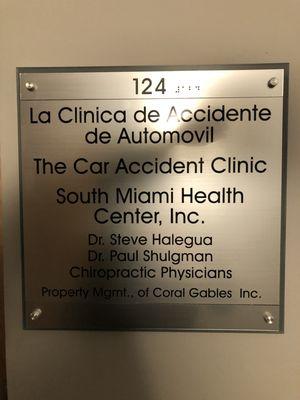 124
La Clinica de Accidente
de Automovil
The Car Accident Clinic
South Miami Health
Center, Inc.
Dr. Steve Halegua
Dr. Paul Shulgman
Chiropractic Physicians
Property Mgmt., of Coral Gables Inc.